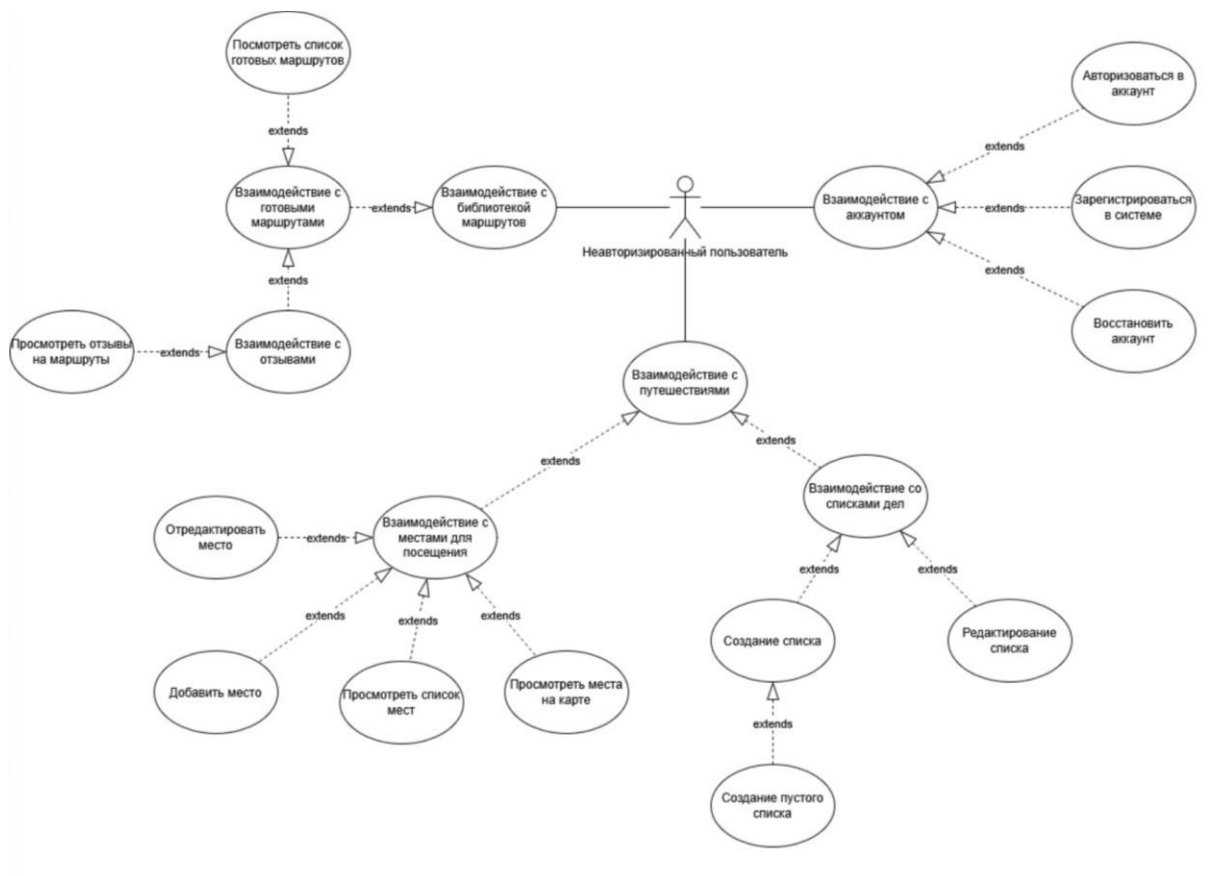 Посмотреть список
готовых маршрутов
extends
Взаимодействие с
готовыми
маршрутами
extends
Взаимодействие с
библиотекой
маршрутов
extends
Просмотреть отзывы
на маршруты
extends
Взаимодействие с
отзывами
Неавторизированный пользователь
Взаимодействие с
аккаунтом
extends
Авторизоваться в
аккаунт
extends
Зарегистрироваться
в системе
extends
Восстановить
аккаунт
Взаимодействие с
путешествиями
extends
extends
Взаимодействие с
местами для
посещения
Отредактировать
место
extends
extends
extends
extends
Добавить место
Просмотреть список
мест
Просмотреть места
на карте
Взаимодействие со
списками дел
extends
extends
Создание списка
Редактирование
списка
extends
Создание пустого
списка